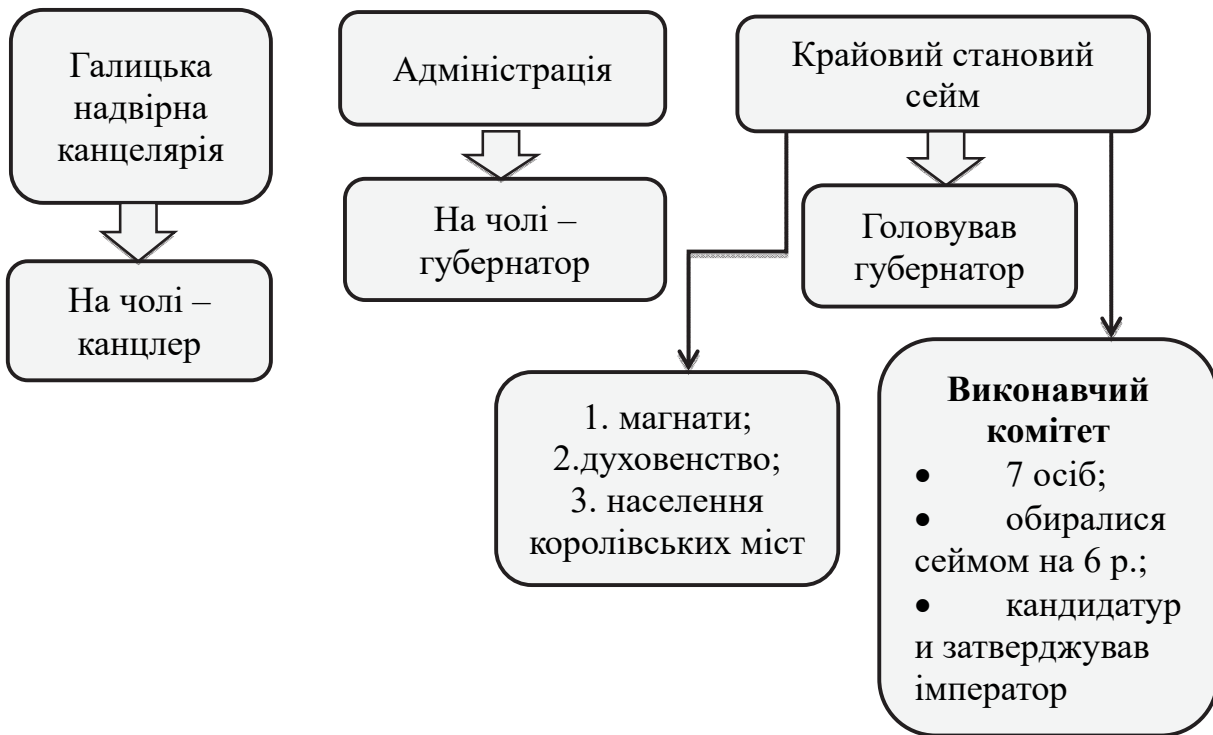 Галицька
надвірна
канцелярія
На чолі –
канцлер
Адміністрація
На чолі –
губернатор
Крайовий становий
сейм
Головував
губернатор
1. магнати;
2.духовенство;
3. населення
королівських міст
Виконавчий
комітет
• 7 осіб;
• обиралися
сеймом на 6 р.;
• кандидатур
и затверджував
імператор